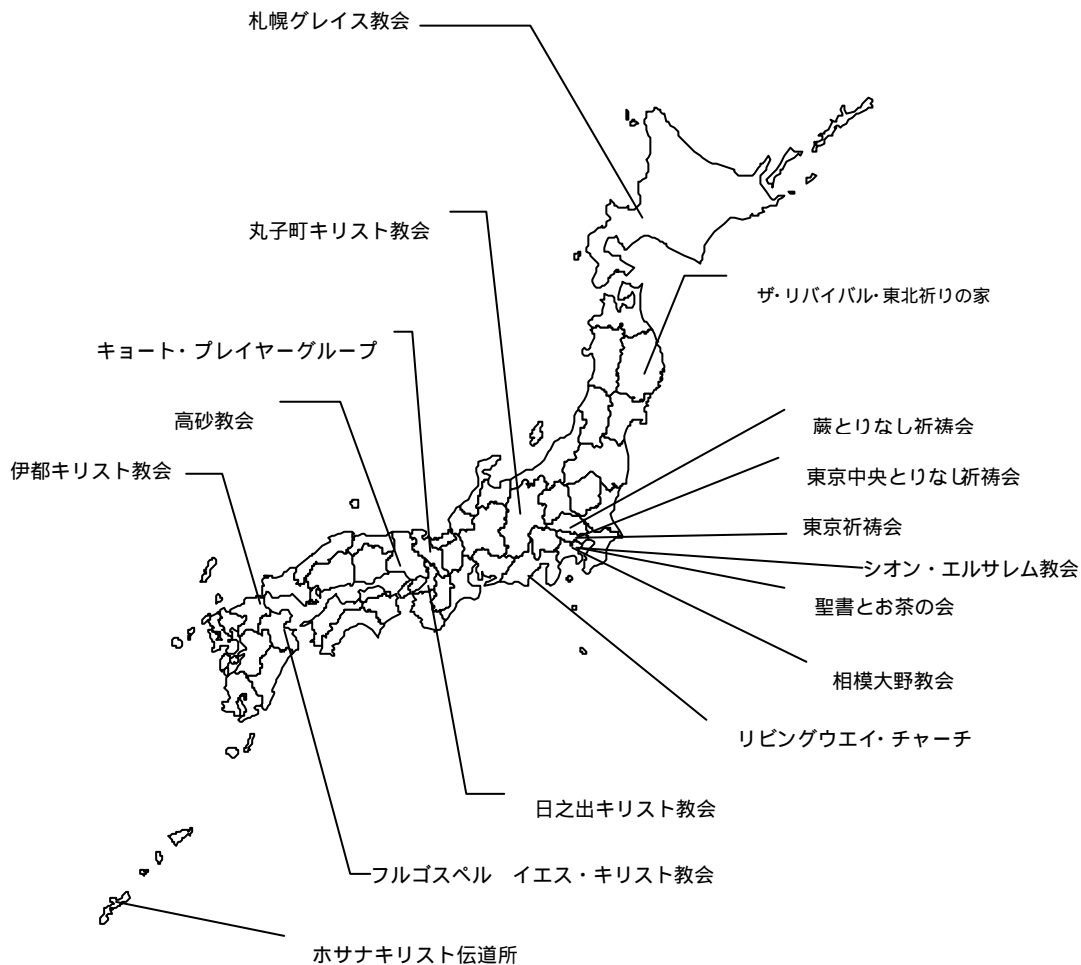 札幌グレイス教会
丸子町キリスト教会
ザ・リバイバル・東北祈りの家
キョート・プレイヤーグループ
高砂教会
蕨とりなし祈祷会
伊都キリスト教会
東京中央とりなし祈祷会
東京祈祷会
シオン・エルサレム教会
聖書とお茶の会
相模大野教会
リビングウエイ・チャーチ
日之出キリスト教会
フルゴスペル　イエス・キリスト教会
ホサナキリスト伝道所